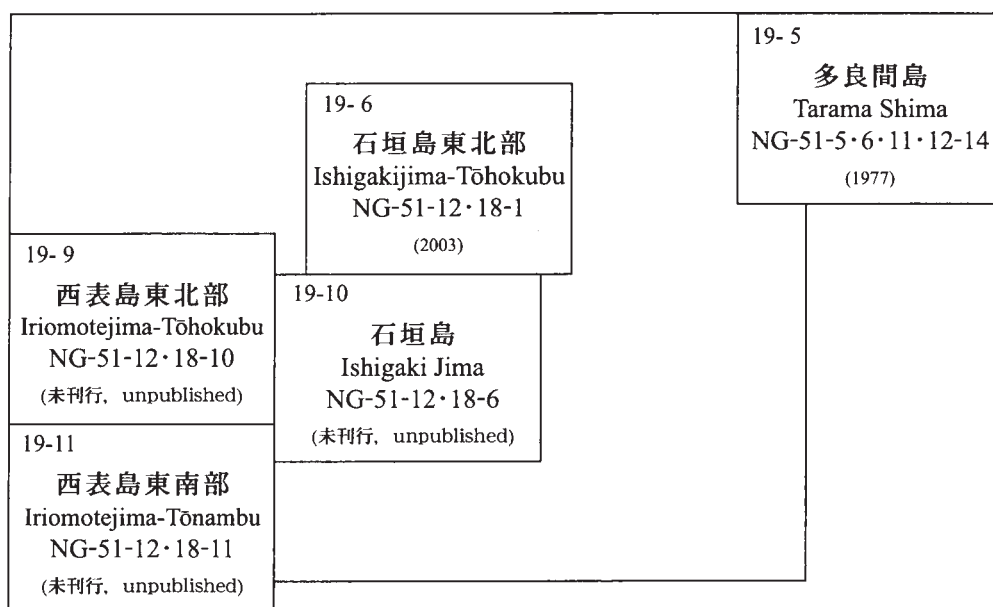 19- 5
多良間島
Tarama Shima
NG-51-5・6・11・12-14
(1977)
19- 6
石垣島東北部
Ishigakijima-Tōhokubu
NG-51-12・18-1
(2003)
19- 9
西表島東北部
Iriomotejima-Tōhokubu
NG-51-12・18-10
(未刊行, unpublished)
19-10
石垣島
Ishigaki Jima
NG-51-12・18-6
(未刊行, unpublished)
19-11
西表島東南部
Iriomotejima-Tōnambu
NG-51-12・18-11
(未刊行, unpublished)